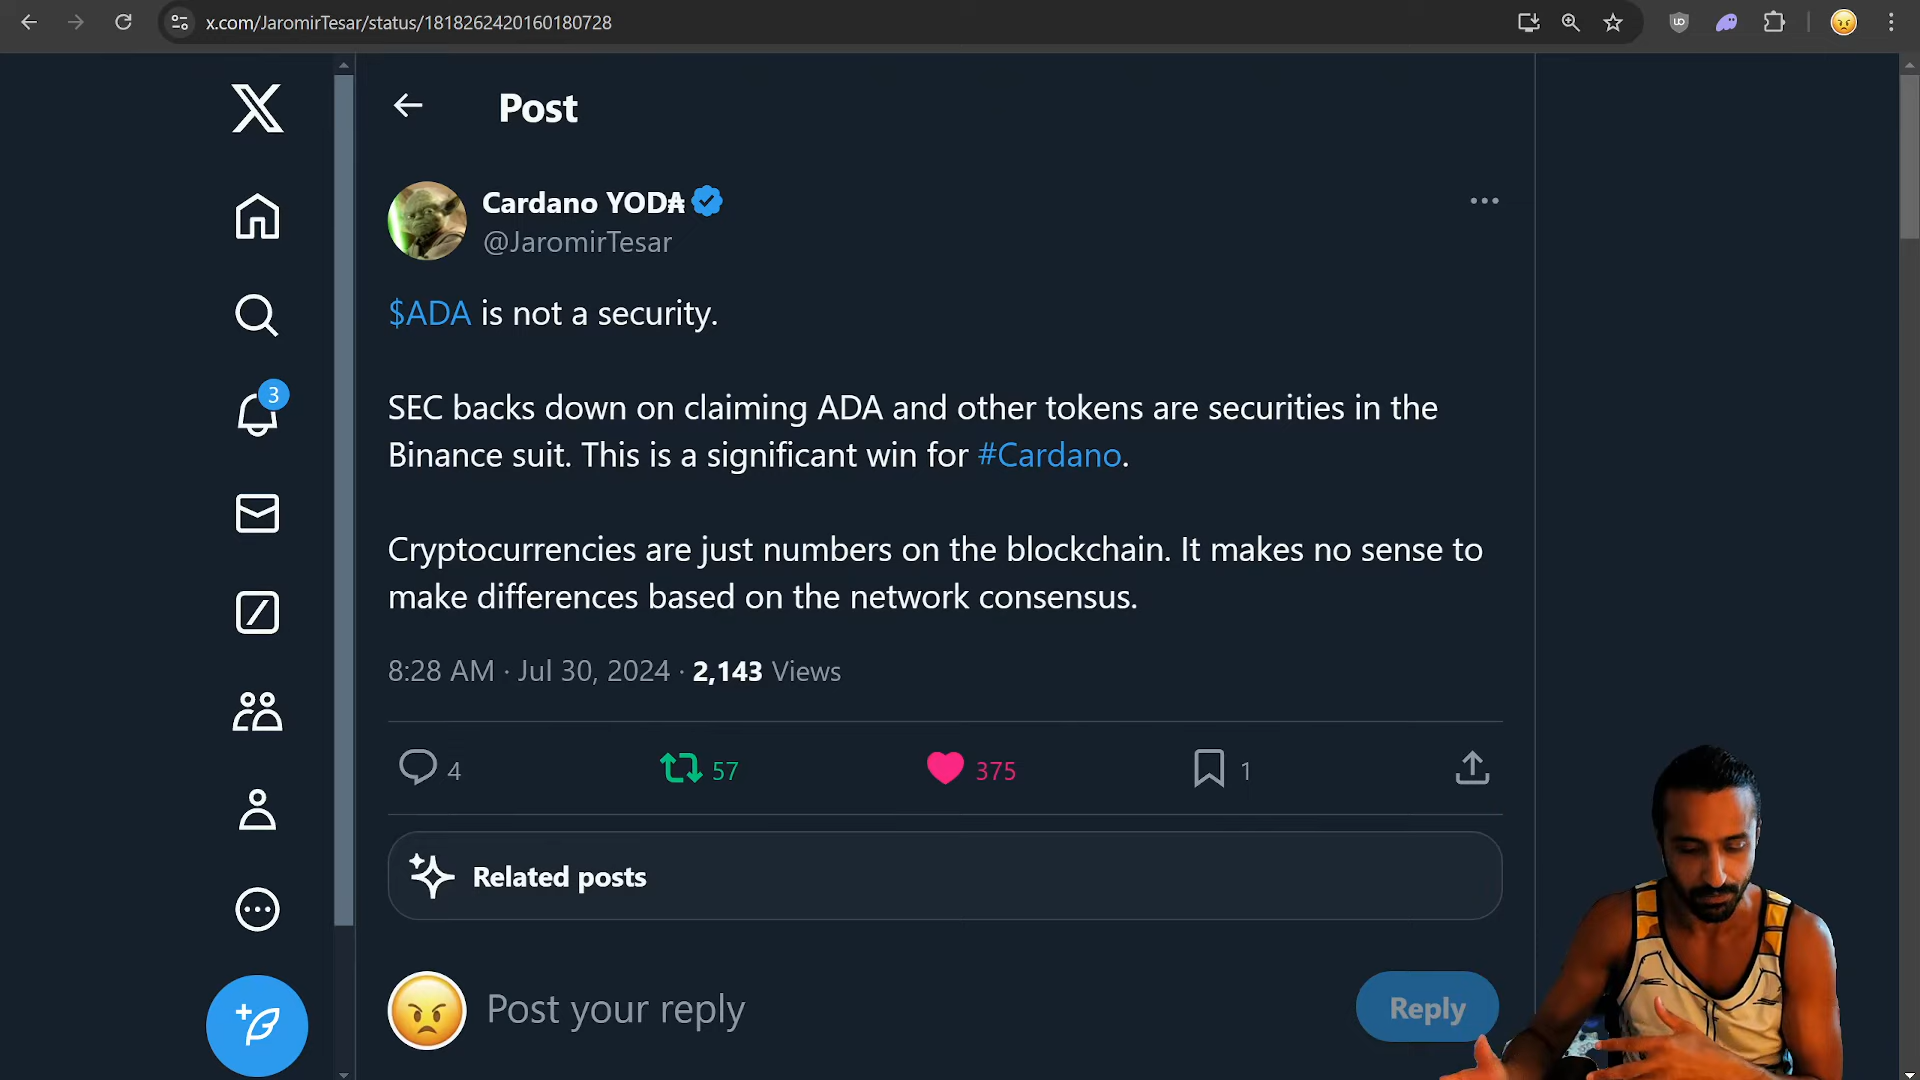 x.com/JaromirTesar/status/1818262420160180728
Post
Cardano YOD₳
@JaromirTesar
$ADA is not a security.
SEC backs down on claiming ADA and other tokens are securities in the
Binance suit. This is a significant win for #Cardano.
Cryptocurrencies are just numbers on the blockchain. It makes no sense to
make differences based on the network consensus.
8:28 AM · Jul 30, 2024 · 2,143 Views
4 57 375 1
Related posts
Post your reply
Reply
3